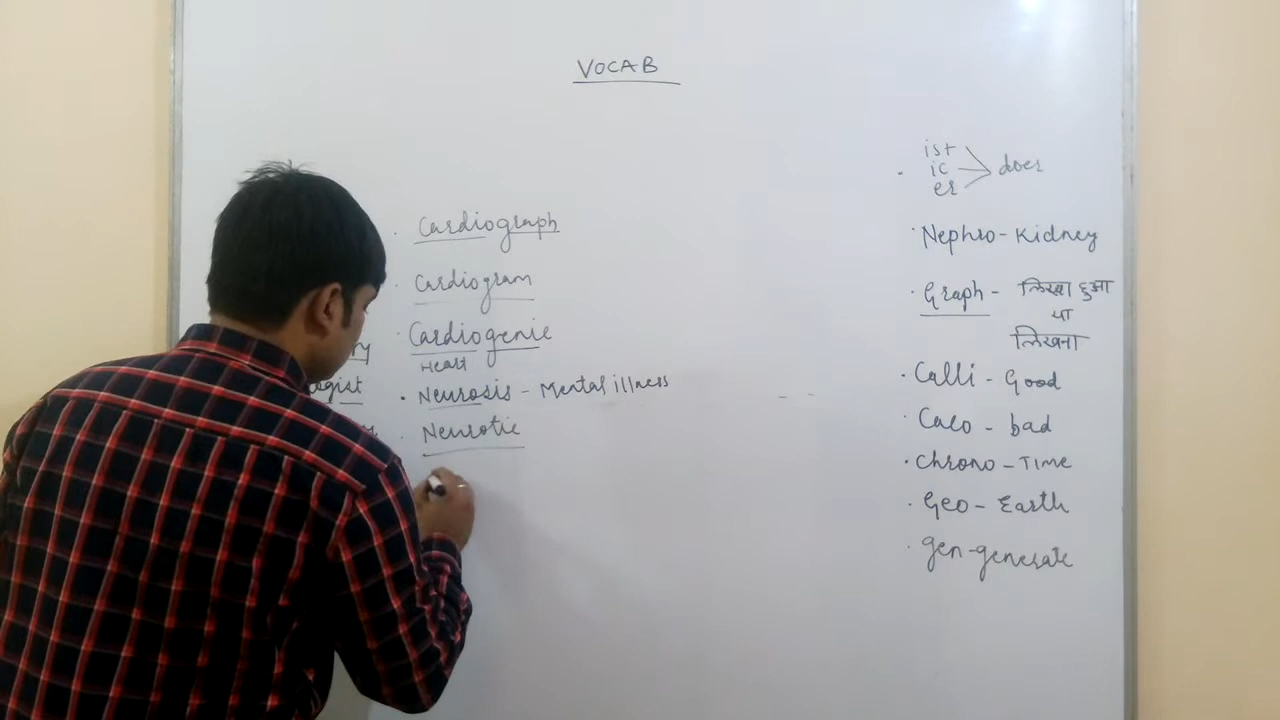 VOCAB
Cardiograph
Cardiogram
Cardiogenic
Heart
Neurosis - Mental illness
Neurotic
ist
ic
er
doer
Nephro - Kidney
Graph - लिखा हुआ
या
लिखना
Calli - Good
Caco - bad
Chrono - Time
Geo - Earth
gen - generate